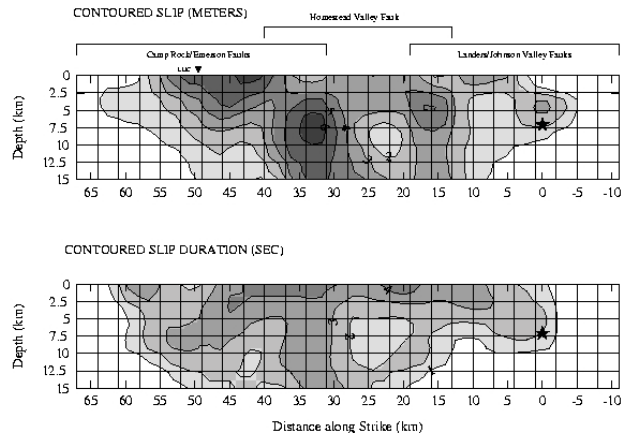 CONTOURED SLIP (METERS)
Homestead Valley Fault
Camp Rock/Emerson Faults
Landers/Johnson Valley Faults
LUC
Depth (km)
0
2.5
5
7.5
10
12.5
15
65 60 55 50 45 40 35 30 25 20 15 10 5 0 -5 -10
CONTOURED SLIP DURATION (SEC)
Depth (km)
0
2.5
5
7.5
10
12.5
15
65 60 55 50 45 40 35 30 25 20 15 10 5 0 -5 -10
Distance along Strike (km)